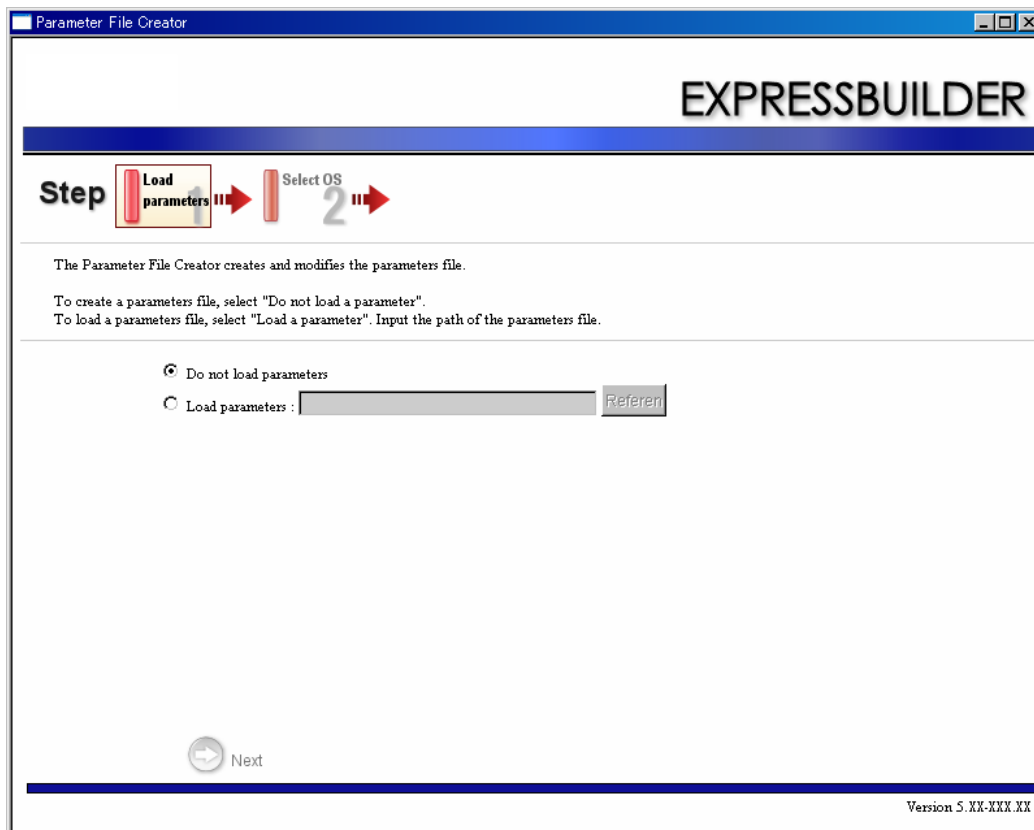 Parameter File Creator
EXPRESSBUILDER
Step
Load
parameters 1
Select OS
2
The Parameter File Creator creates and modifies the parameters file.
To create a parameters file, select "Do not load a parameter".
To load a parameters file, select "Load a parameter". Input the path of the parameters file.
Do not load parameters
Load parameters :
Referen
Next
Version 5.XX-XXX.XX